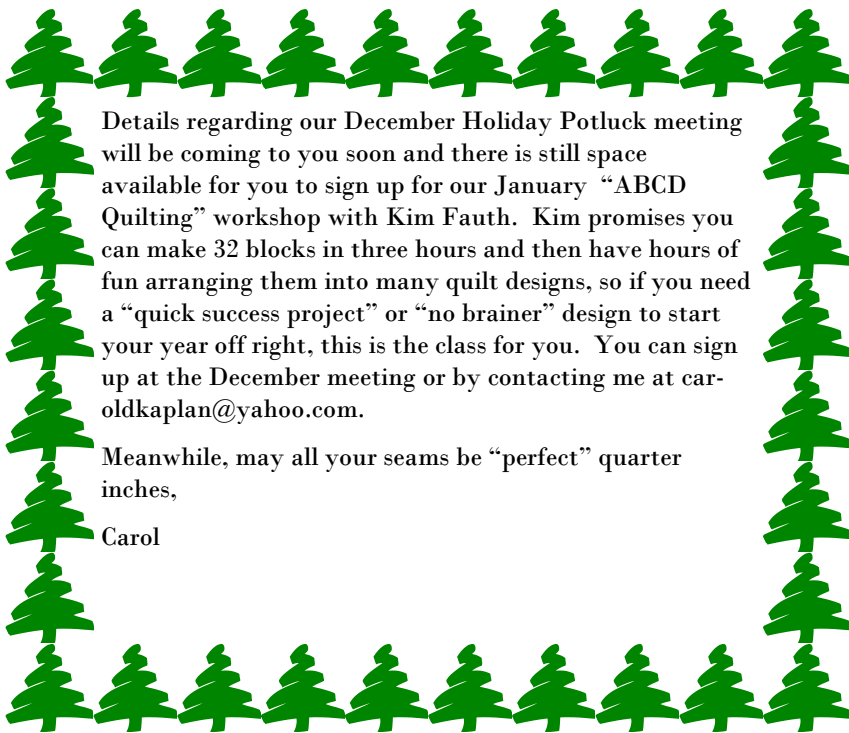 Details regarding our December Holiday Potluck meeting
will be coming to you soon and there is still space
available for you to sign up for our January  “ABCD
Quilting” workshop with Kim Fauth.  Kim promises you
can make 32 blocks in three hours and then have hours of
fun arranging them into many quilt designs, so if you need
a “quick success project” or “no brainer” design to start
your year off right, this is the class for you.  You can sign
up at the December meeting or by contacting me at car-
oldkaplan@yahoo.com.
Meanwhile, may all your seams be “perfect” quarter
inches,
Carol